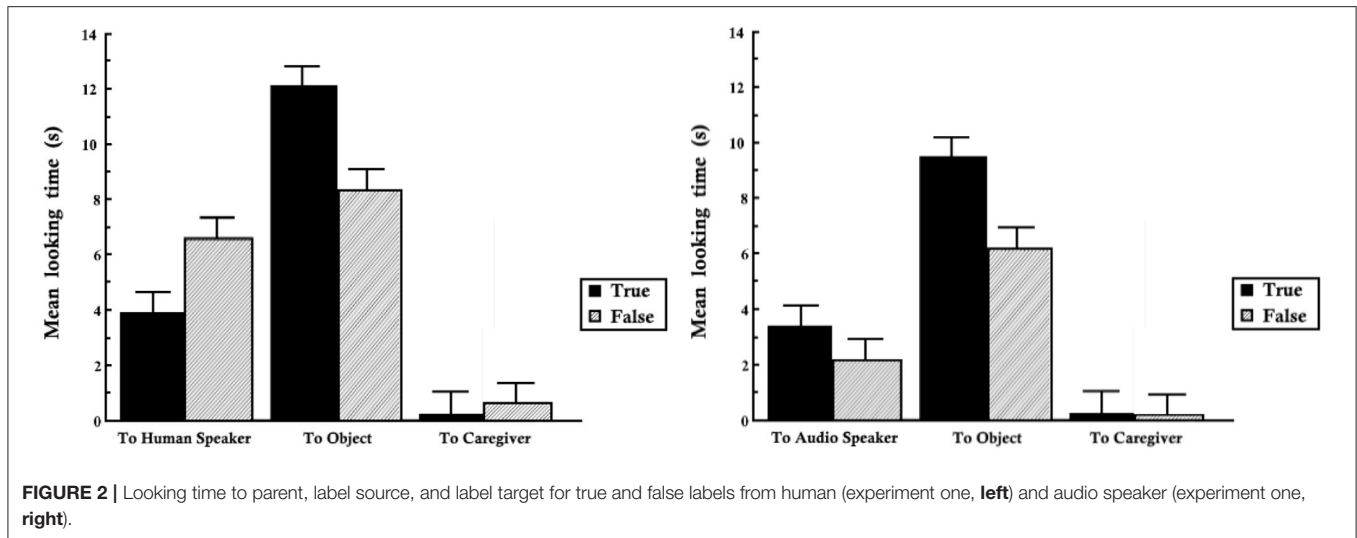 14
12
10
8
6
4
2
0
Mean looking time (s)
To Human Speaker To Object To Caregiver
True
False
14
12
10
8
6
4
2
0
Mean looking time (s)
To Audio Speaker To Object To Caregiver
True
False
FIGURE 2 | Looking time to parent, label source, and label target for true and false labels from human (experiment one, left) and audio speaker (experiment one,
right).